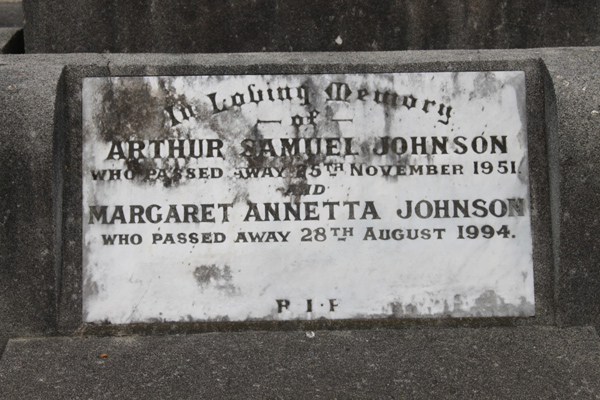 In Loving Memory
of
ARTHUR SAMUEL JOHNSON
WHO PASSED AWAY 25TH NOVEMBER 1951.
AND
MARGARET ANNETTA JOHNSON
WHO PASSED AWAY 28TH AUGUST 1994.
R·I·P